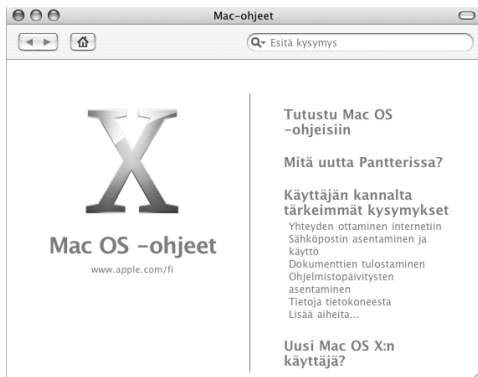 Mac-ohjeet
Esitä kysymys
X
Mac OS -ohjeet
www.apple.com/fi
Tutustu Mac OS
-ohjeisiin
Mitä uutta Pantterissa?
Käyttäjän kannalta
tärkeimmät kysymykset
Yhteyden ottaminen internetiin
Sähköpostin asentaminen ja
käyttö
Dokumenttien tulostaminen
Ohjelmistopäivitysten
asentaminen
Tietoja tietokoneesta
Lisää aiheita...
Uusi Mac OS X:n
käyttäjä?